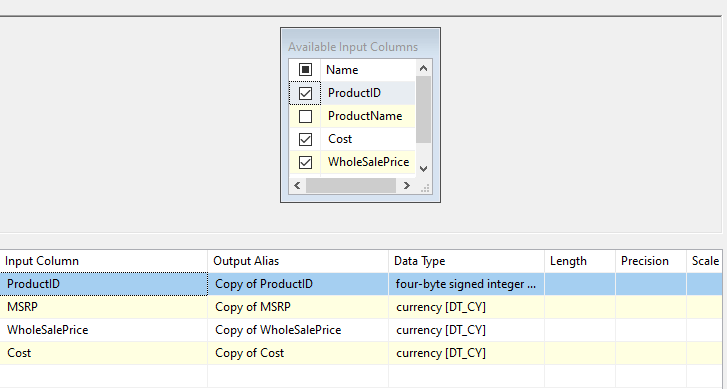 Available Input Columns
Name
ProductID
ProductName
Cost
WholeSalePrice
Input Column Output Alias Data Type Length Precision Scale
ProductID Copy of ProductID four-byte signed integer ...
MSRP Copy of MSRP currency [DT_CY]
WholeSalePrice Copy of WholeSalePrice currency [DT_CY]
Cost Copy of Cost currency [DT_CY]